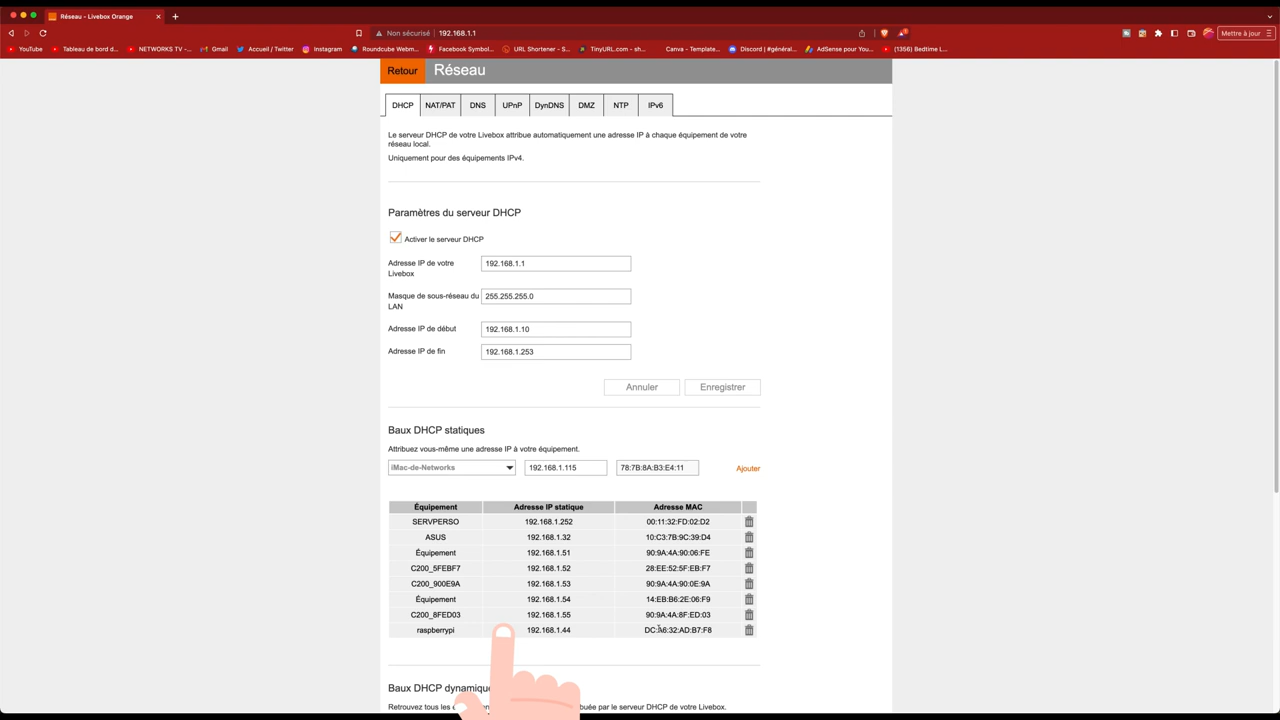 Réseau - Livebox Orange
Non sécurisé 192.168.1.1
Mettre à jour
YouTube Tableau de bord d... NETWORKS TV -... Gmail Accueil / Twitter Instagram Roundcube Webm... Facebook Symbol... URL Shortener - S... TinyURL.com - sh... Canva - Template... Discord | #général... AdSense pour You... (1356) Bedtime L...
Retour Réseau
DHCP NAT/PAT DNS UPnP DynDNS DMZ NTP IPv6
Le serveur DHCP de votre Livebox attribue automatiquement une adresse IP à chaque équipement de votre
réseau local.
Uniquement pour des équipements IPv4.
Paramètres du serveur DHCP
Activer le serveur DHCP
Adresse IP de votre
Livebox
192.168.1.1
Masque de sous-réseau du
LAN
255.255.255.0
Adresse IP de début 192.168.1.10
Adresse IP de fin 192.168.1.253
Annuler Enregistrer
Baux DHCP statiques
Attribuez vous-même une adresse IP à votre équipement.
iMac-de-Networks 192.168.1.115 78:7B:8A:B3:E4:11 Ajouter
Équipement Adresse IP statique Adresse MAC
SERVPERSO 192.168.1.252 00:11:32:FD:02:D2
ASUS 192.168.1.32 10:C3:7B:9C:39:D4
Équipement 192.168.1.51 90:9A:4A:90:06:FE
C200_5FEBF7 192.168.1.52 28:EE:52:5F:EB:F7
C200_900E9A 192.168.1.53 90:9A:4A:90:0E:9A
Équipement 192.168.1.54 14:EB:B6:2E:06:F9
C200_8FED03 192.168.1.55 90:9A:4A:8F:ED:03
raspberrypi 192.168.1.44 DC:A6:32:AD:B7:F8
Baux DHCP dynamique
Retrouvez tous les buée par le serveur DHCP de votre Livebox.